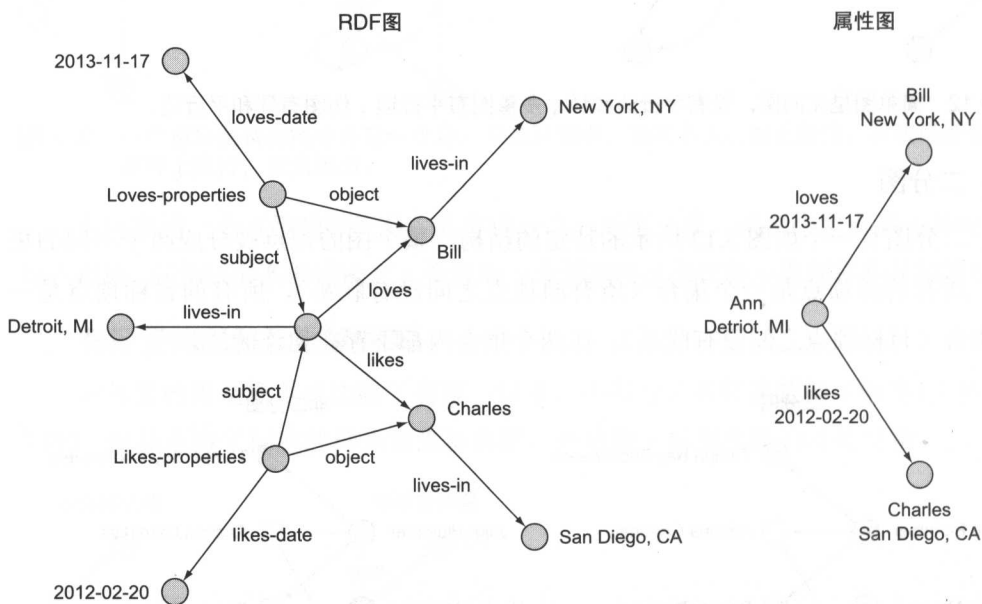 RDF图
属性图
2013-11-17
loves-date
New York, NY
lives-in
Loves-properties
object
Bill
subject
loves
lives-in
Detroit, MI
likes
subject
Charles
Likes-properties
object
lives-in
likes-date
San Diego, CA
2012-02-20
Bill
New York, NY
loves
2013-11-17
Ann
Detriot, MI
likes
2012-02-20
Charles
San Diego, CA